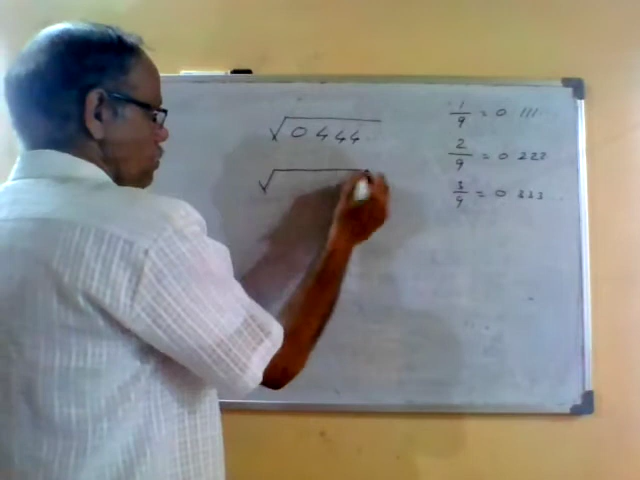 √0 444
√
1/9 = 0 111
2/9 = 0 222
3/9 = 0 333